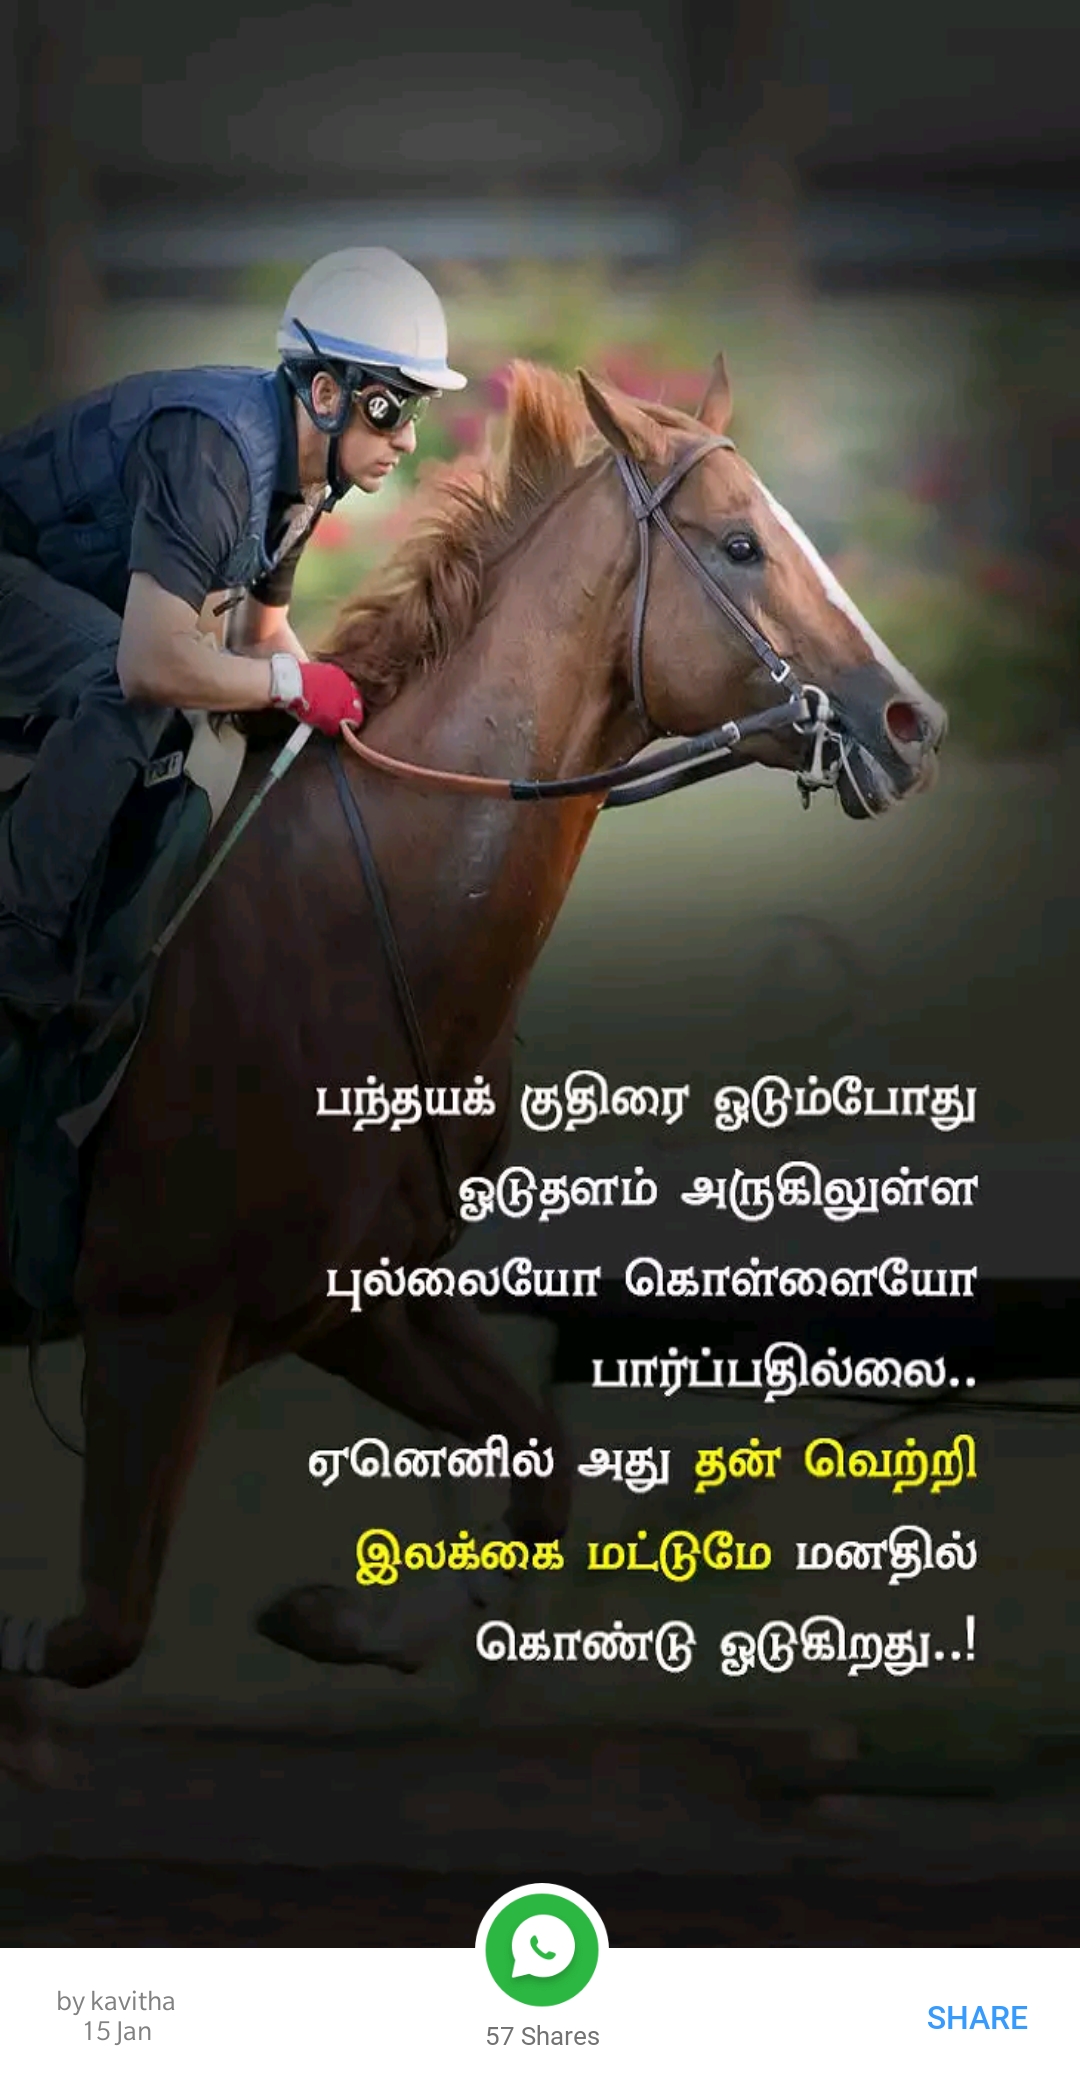 பந்தயக் குதிரை ஓடும்போது
ஓடுதளம் அருகிலுள்ள
புல்லையோ கொள்ளையோ
பார்ப்பதில்லை..
ஏனெனில் அது தன் வெற்றி
இலக்கை மட்டுமே மனதில்
கொண்டு ஓடுகிறது..!
by kavitha
15 Jan
57 Shares
SHARE